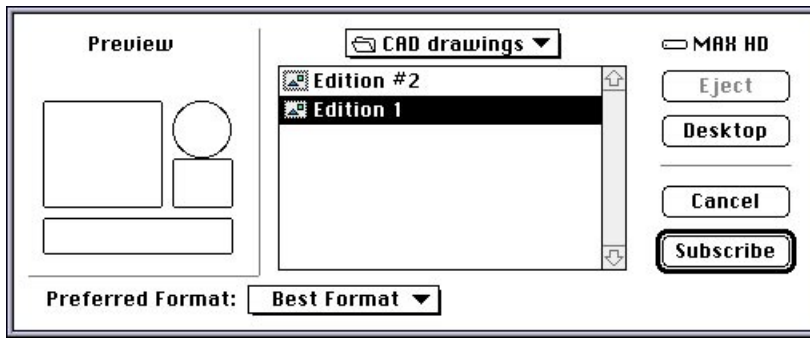 Preview
CAD drawings
MAX HD
Edition #2
Edition 1
Eject
Desktop
Cancel
Subscribe
Preferred Format: Best Format